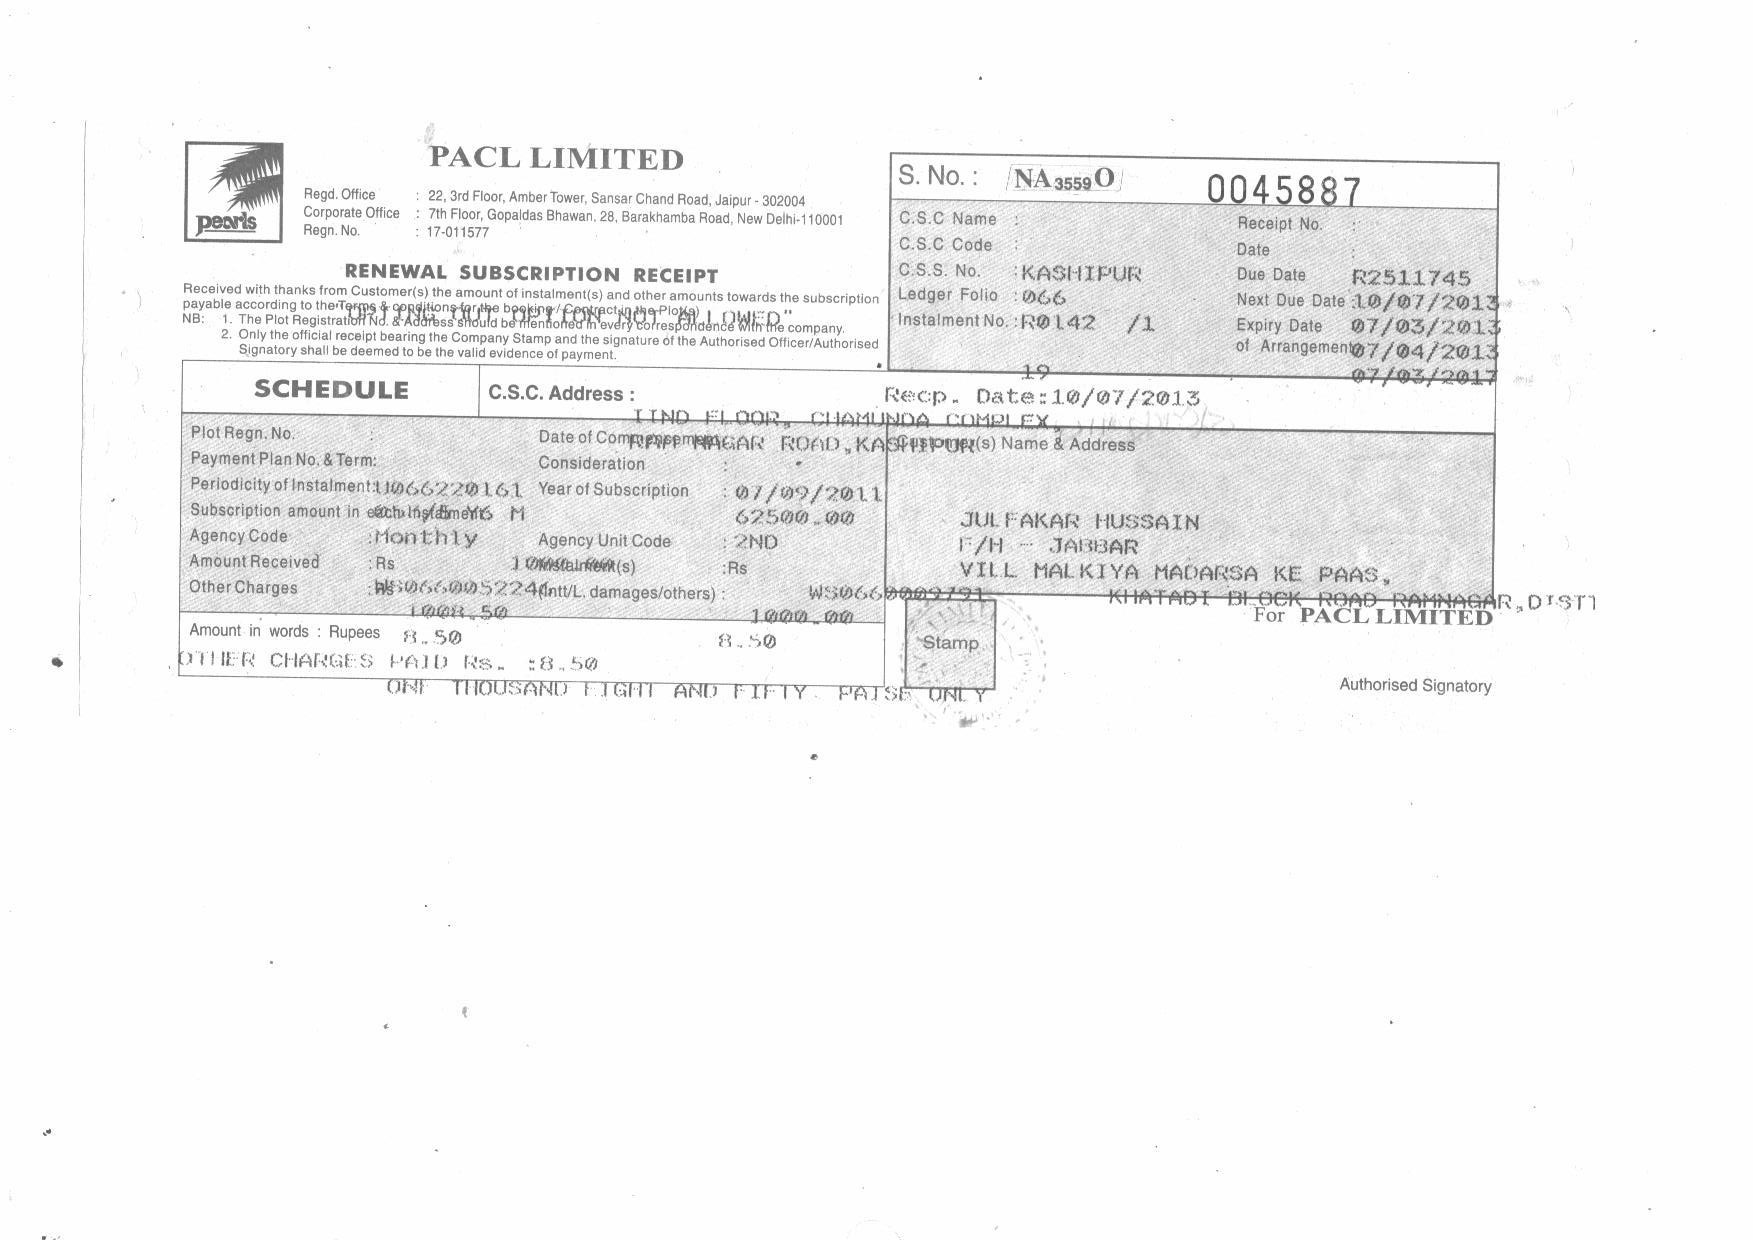 PACL LIMITED
pearls
Regd. Office : 22, 3rd Floor, Amber Tower, Sansar Chand Road, Jaipur - 302004
Corporate Office : 7th Floor, Gopaldas Bhawan, 28, Barakhamba Road, New Delhi-110001
Regn. No. : 17-011577
S. No. : NA 3559 O 0045887
C.S.C Name : Receipt No. :
C.S.C Code : Date :
C.S.S. No. : KASHIPUR Due Date R2511745
Ledger Folio : 066 Next Due Date : 10/07/2013
Instalment No. : R0142 /1 Expiry Date 07/03/2013
of Arrangement 07/04/2013
19 07/03/2017
RENEWAL SUBSCRIPTION RECEIPT
Received with thanks from Customer(s) the amount of instalment(s) and other amounts towards the subscription
payable according to the Terms & conditions for the booking / Contract in the Plot(s)
OPTION NOT ALLOWED"
NB: 1. The Plot Registration No. & Address should be mentioned in every correspondence with the company.
2. Only the official receipt bearing the Company Stamp and the signature of the Authorised Officer/Authorised
Signatory shall be deemed to be the valid evidence of payment.
SCHEDULE C.S.C. Address : Recp. Date:10/07/2013
IIND FLOOR, CHAMUNDA COMPLEX,
RAM NAGAR ROAD,KASHIPUR
Plot Regn. No. : Date of Commencement Customer(s) Name & Address
Payment Plan No. & Term: Consideration :
Periodicity of Instalment: U066220161 Year of Subscription : 07/09/2011
Subscription amount in each Instalment 6 M 62500.00
JULFAKAR HUSSAIN
Agency Code : Monthly Agency Unit Code : 2ND
F/H - JABBAR
Amount Received : Rs Instalment(s) : Rs
VILL MALKIYA MADARSA KE PAAS,
Other Charges : (Intt/L. damages/others) : WS0660009791
KHATADI BLOCK ROAD RAMNAGAR,DISTT
1008.50 1000.00
For PACL LIMITED
Amount in words : Rupees 8.50 8.50
Stamp
OTHER CHARGES PAID Rs. :8.50
ONE THOUSAND EIGHT AND FIFTY PAISE ONLY
Authorised Signatory